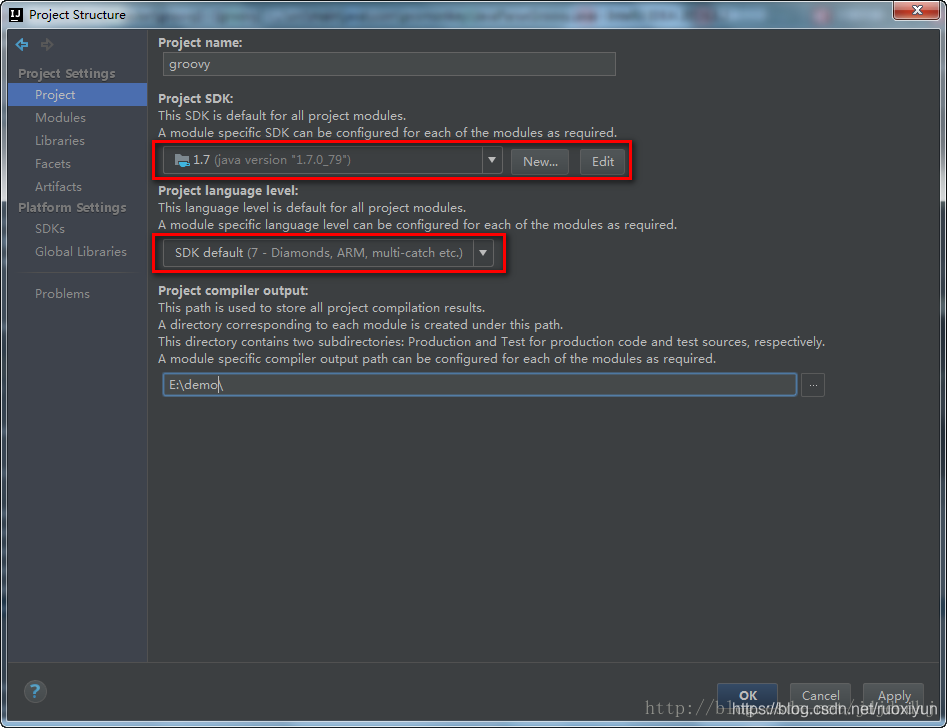 Project Structure
Project name:
groovy
Project Settings
Project
Modules
Libraries
Facets
Artifacts
Platform Settings
SDKs
Global Libraries
Problems
Project SDK:
This SDK is default for all project modules.
A module specific SDK can be configured for each of the modules as required.
1.7 (java version "1.7.0_79")
New...
Edit
Project language level:
This language level is default for all project modules.
A module specific language level can be configured for each of the modules as required.
SDK default (7 - Diamonds, ARM, multi-catch etc.)
Project compiler output:
This path is used to store all project compilation results.
A directory corresponding to each module is created under this path.
This directory contains two subdirectories: Production and Test for production code and test sources, respectively.
A module specific compiler output path can be configured for each of the modules as required.
E:\demo\
...
?
OK
Cancel
Apply
https://blog.csdn.net/ruoxiyun